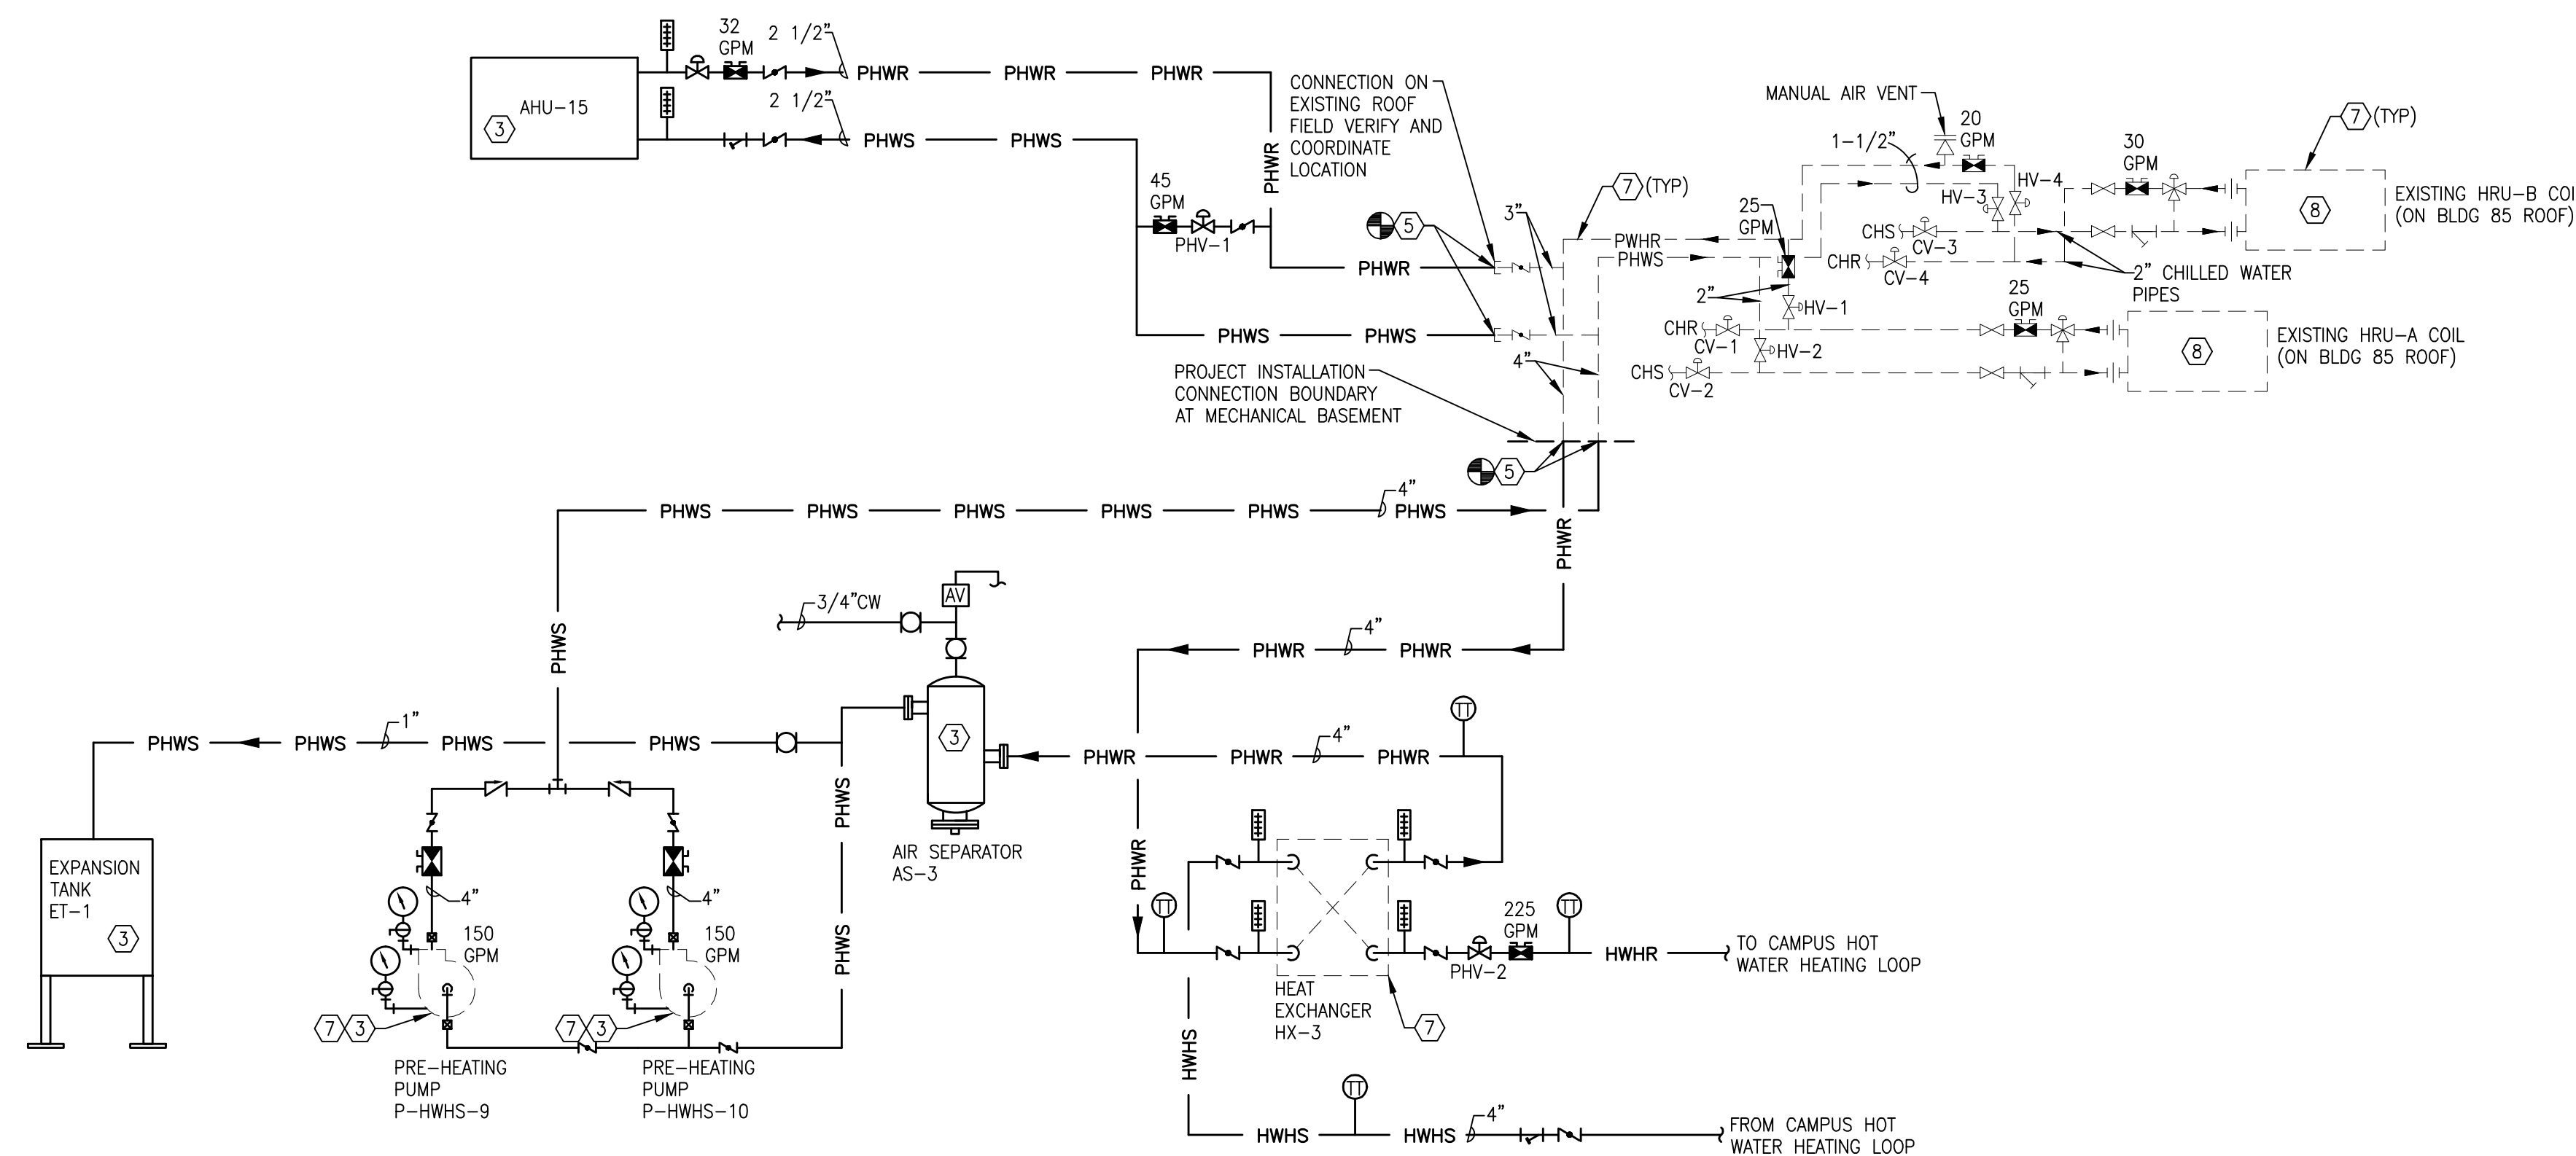 32
GPM
2 1/2"
PHWR
PHWR
PHWR
AHU-15
3
2 1/2"
PHWS
PHWS
PHWR
45
GPM
PHV-1
CONNECTION ON
EXISTING ROOF
FIELD VERIFY AND
COORDINATE
LOCATION
5
3"
PHWR
PHWS
PHWS
7
(TYP)
PWHR
PHWS
25
GPM
2"
HV-1
HV-2
MANUAL AIR VENT
20
GPM
1-1/2"
HV-3
HV-4
CHS
CV-3
CHR
CV-4
30
GPM
7
(TYP)
8
EXISTING HRU-B COI
(ON BLDG 85 ROOF)
2" CHILLED WATER
PIPES
25
GPM
CHR
CV-1
CHS
CV-2
8
EXISTING HRU-A COIL
(ON BLDG 85 ROOF)
4"
PROJECT INSTALLATION
CONNECTION BOUNDARY
AT MECHANICAL BASEMENT
5
4"
PHWS
PHWS
PHWS
PHWS
PHWS
PHWS
PHWR
PHWS
AV
3/4"CW
4"
PHWR
PHWR
1"
PHWS
PHWS
PHWS
PHWS
3
TT
4"
PHWR
PHWR
PHWR
PHWS
AIR SEPARATOR
AS-3
PHWR
EXPANSION
TANK
ET-1
3
4"
4"
150
GPM
150
GPM
7
3
7
3
PRE-HEATING
PUMP
P-HWHS-9
PRE-HEATING
PUMP
P-HWHS-10
PHWS
TT
225
GPM
TT
PHV-2
HWHR
TO CAMPUS HOT
WATER HEATING LOOP
HEAT
EXCHANGER
HX-3
7
HWHS
TT
HWHS
HWHS
4"
FROM CAMPUS HOT
WATER HEATING LOOP